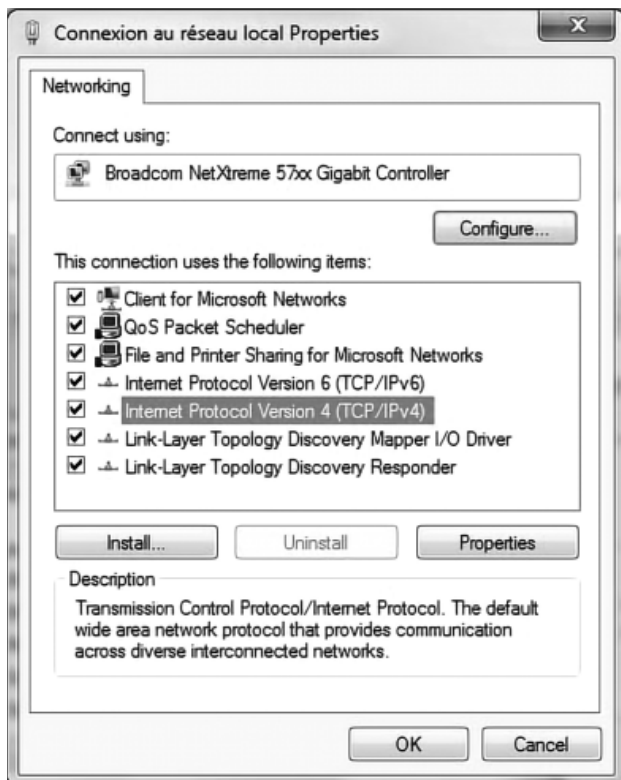 Connexion au réseau local Properties
Networking
Connect using:
Broadcom NetXtreme 57xx Gigabit Controller
Configure...
This connection uses the following items:
Client for Microsoft Networks
QoS Packet Scheduler
File and Printer Sharing for Microsoft Networks
Internet Protocol Version 6 (TCP/IPv6)
Internet Protocol Version 4 (TCP/IPv4)
Link-Layer Topology Discovery Mapper I/O Driver
Link-Layer Topology Discovery Responder
Install... Uninstall Properties
Description
Transmission Control Protocol/Internet Protocol. The default
wide area network protocol that provides communication
across diverse interconnected networks.
OK Cancel